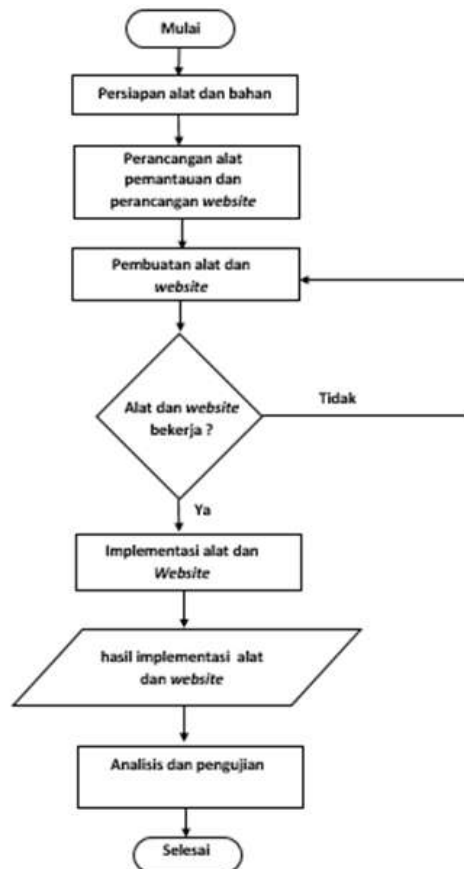 Mulai
Persiapan alat dan bahan
Perancangan alat
pemantauan dan
perancangan website
Pembuatan alat dan
website
Alat dan website
bekerja ?
Tidak
Ya
Implementasi alat dan
Website
hasil implementasi alat
dan website
Analisis dan pengujian
Selesai